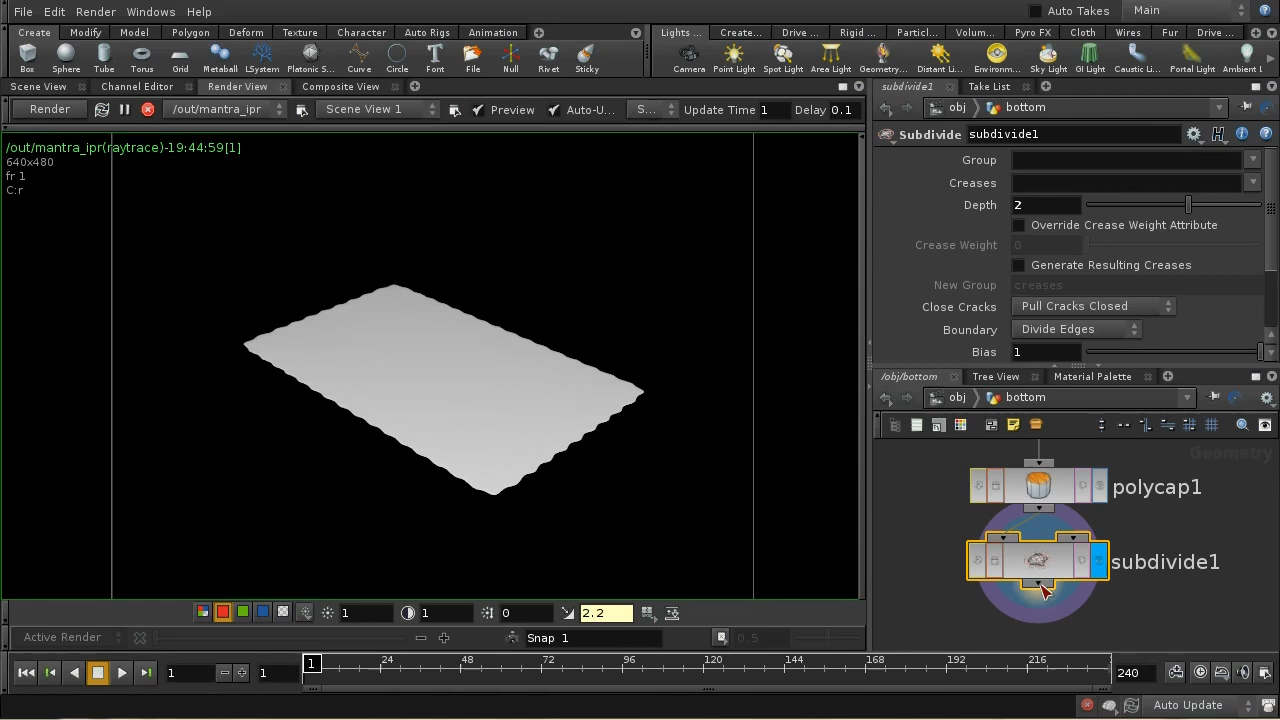 File Edit Render Windows Help Auto Takes Main
Create Modify Model Polygon Deform Texture Character Auto Rigs Animation Lights ... Create... Drive ... Rigid ... Particl... Volum... Pyro FX Cloth Wires Fur Drive ...
Box Sphere Tube Torus Grid Metaball LSystem Platonic S... Curve Circle Font File Null Rivet Sticky Camera Point Light Spot Light Area Light Geometry... Distant Li... Environm... Sky Light GI Light Caustic Li... Portal Light Ambient l
Scene View Channel Editor Render View Composite View
subdivide1 Take List
Render /out/mantra_ipr Scene View 1 Preview Auto-U... S... Update Time 1 Delay 0.1
obj bottom
Subdivide subdivide1
/out/mantra_ipr(raytrace)-19:44:59[1]
640x480
fr 1
C:r
Group
Creases
Depth 2
Override Crease Weight Attribute
Crease Weight 0
Generate Resulting Creases
New Group creases
Close Cracks Pull Cracks Closed
Boundary Divide Edges
Bias 1
/obj/bottom Tree View Material Palette
obj bottom
Geometry
polycap1
subdivide1
1 1 0 2.2
Active Render Snap 1 0.5
1 1 1 24 48 72 96 120 144 168 192 216 240
Auto Update